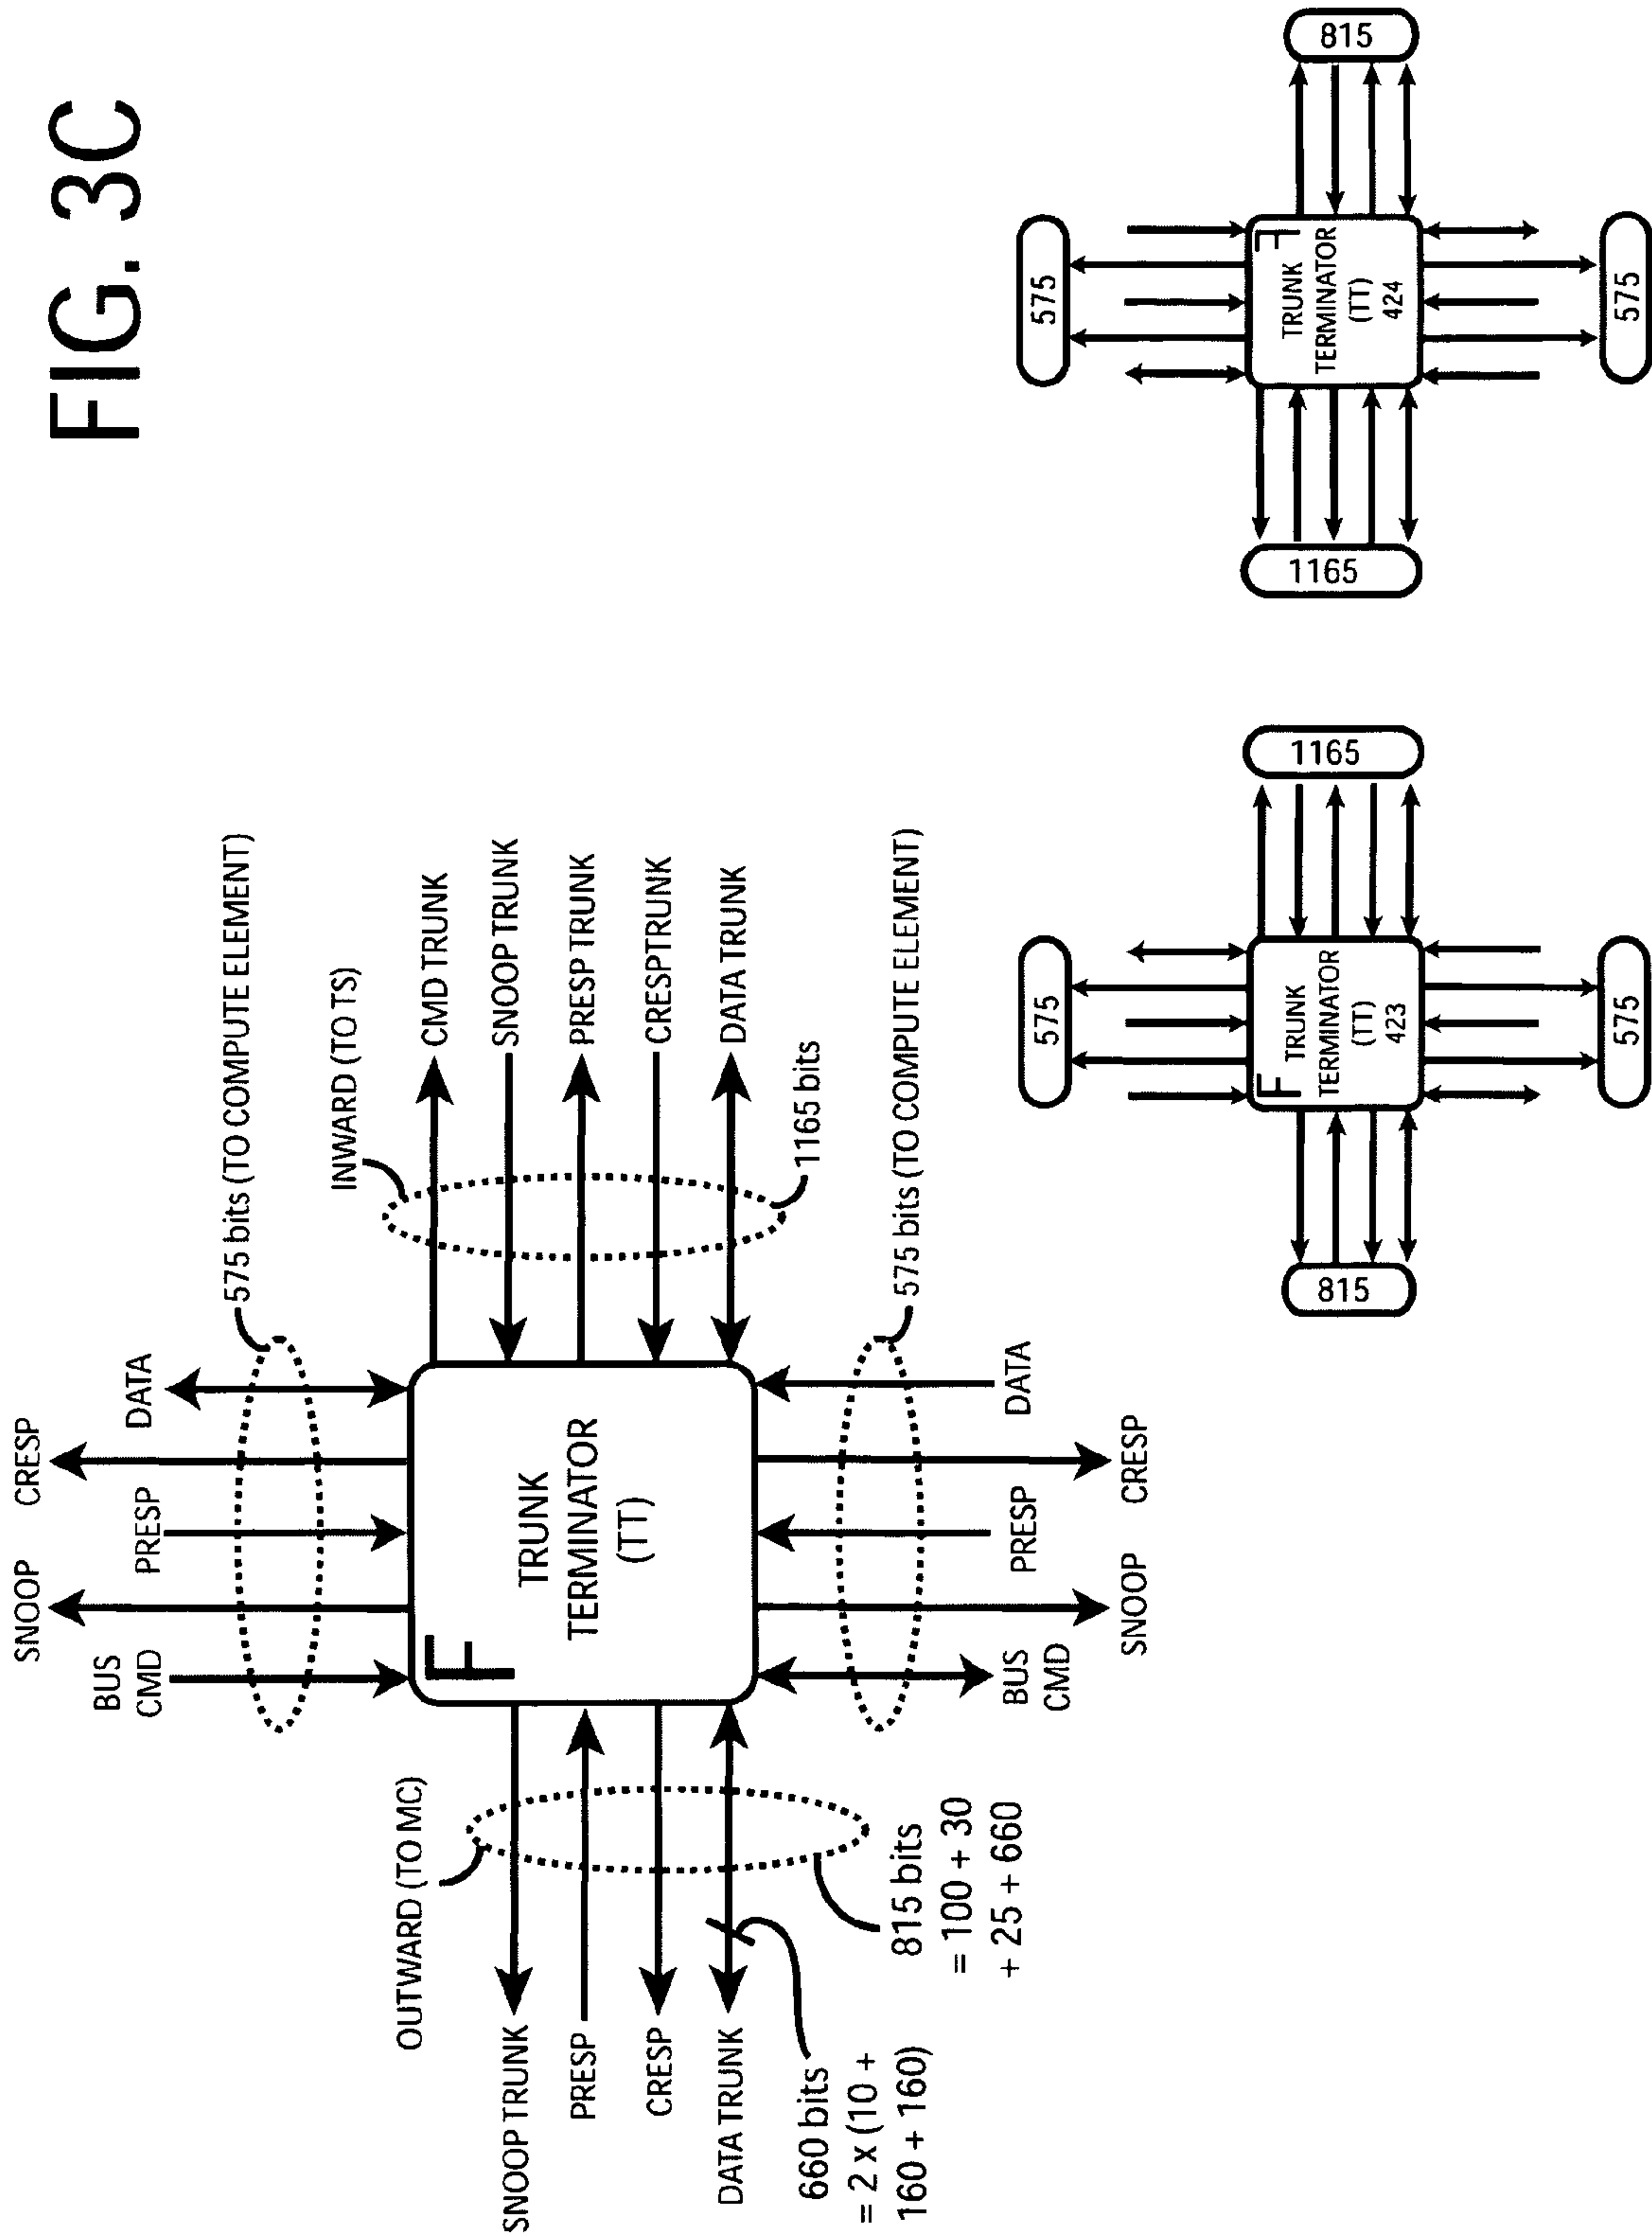 FIG. 3C
575 bits (TO COMPUTE ELEMENT)
SNOOP
CRESP
BUS
CMD
PRESP
DATA
INWARD (TO TS)
CMD TRUNK
SNOOP TRUNK
PRESP TRUNK
CRESPTRUNK
DATA TRUNK
1165 bits
F
TRUNK
TERMINATOR
(TT)
OUTWARD (TO MC)
SNOOP TRUNK
PRESP
CRESP
DATA TRUNK
660 bits
= 2 x (10 +
160 + 160)
815 bits
= 100 + 30
+ 25 + 660
BUS
CMD
SNOOP
PRESP
CRESP
DATA
575 bits (TO COMPUTE ELEMENT)
575
815
F
TRUNK
TERMINATOR
(TT)
423
1165
575
575
1165
F
TRUNK
TERMINATOR
(TT)
424
815
575